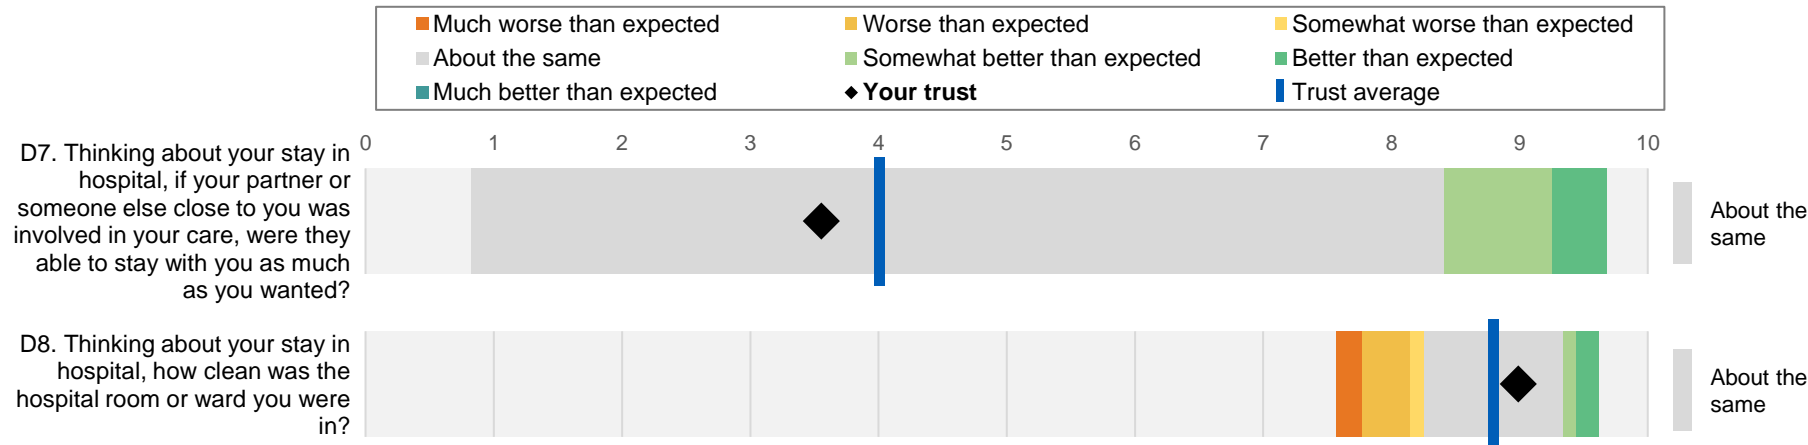 Much worse than expected
Worse than expected
Somewhat worse than expected
About the same
Somewhat better than expected
Better than expected
Much better than expected
Your trust
Trust average
0 1 2 3 4 5 6 7 8 9 10
D7. Thinking about your stay in
hospital, if your partner or
someone else close to you was
involved in your care, were they
able to stay with you as much
as you wanted?
About the
same
D8. Thinking about your stay in
hospital, how clean was the
hospital room or ward you were
in?
About the
same